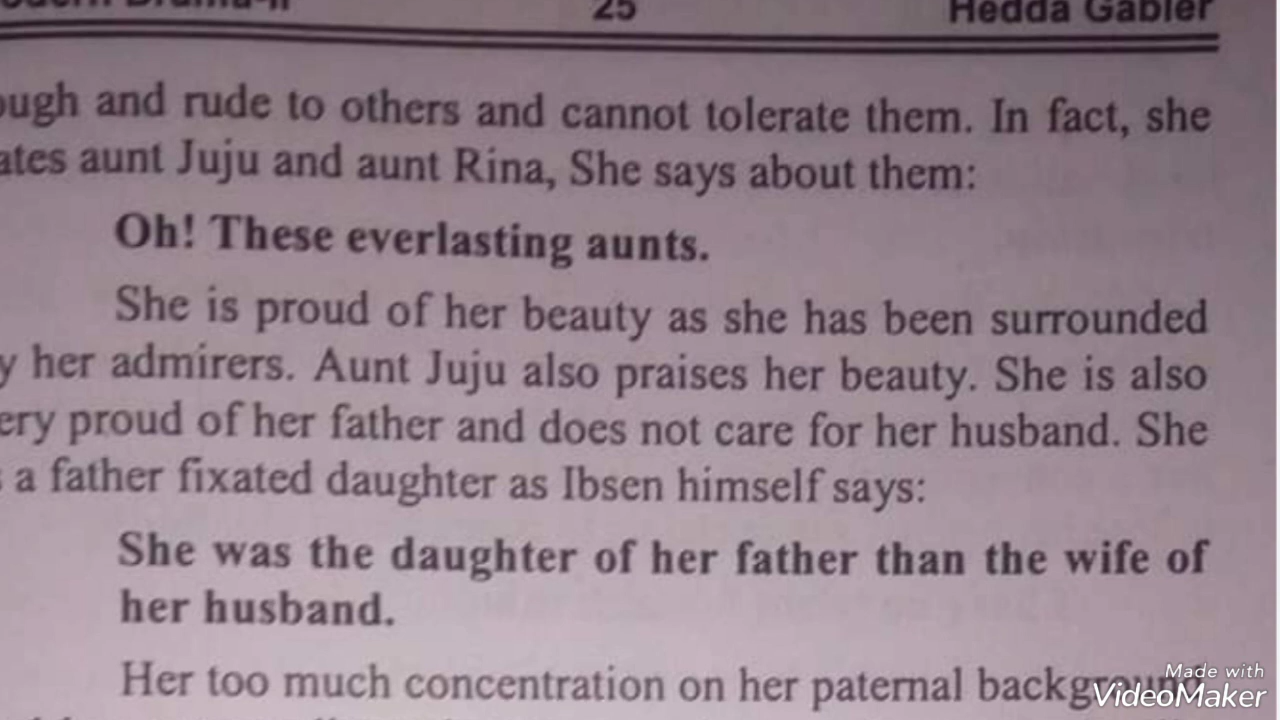 25 Hedda Gabler
and rude to others and cannot tolerate them. In fact, she
aunt Juju and aunt Rina, She says about them:
Oh! These everlasting aunts.
She is proud of her beauty as she has been surrounded
her admirers. Aunt Juju also praises her beauty. She is also
proud of her father and does not care for her husband. She
a father fixated daughter as Ibsen himself says:
She was the daughter of her father than the wife of
her husband.
Her too much concentration on her paternal background
Made with
VideoMaker